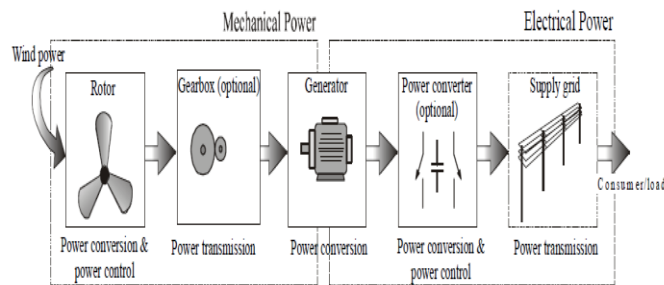 Mechanical Power
Electrical Power
Wind power
Rotor
Gearbox (optional)
Generator
Power converter
(optional)
Supply grid
Consumer/load
Power conversion &
power control
Power transmission
Power conversion
Power conversion &
power control
Power transmission